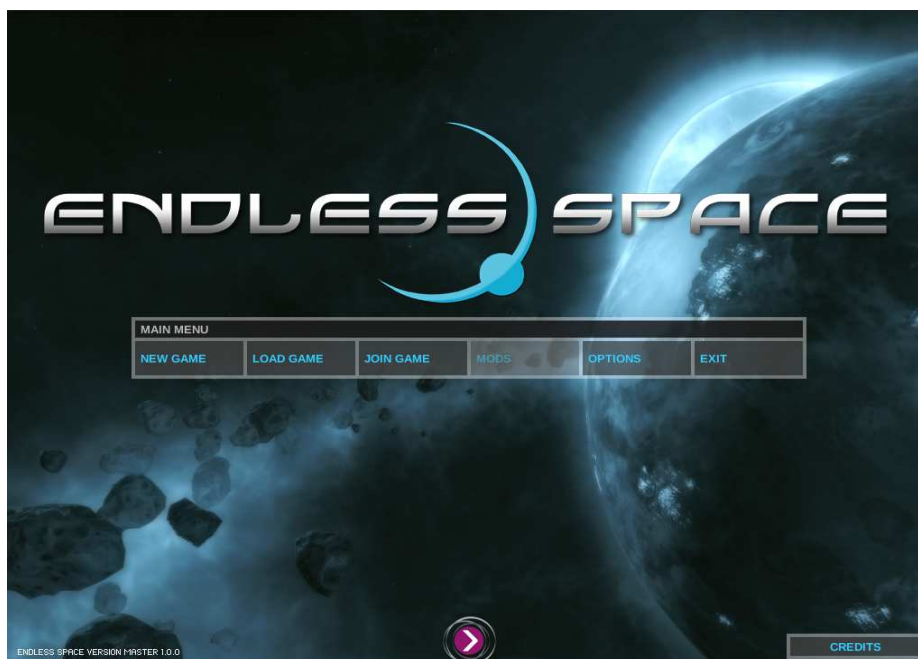 ENDLESS SPACE
MAIN MENU
NEW GAME LOAD GAME JOIN GAME MODS OPTIONS EXIT
ENDLESS SPACE VERSION MASTER 1.0.0
CREDITS